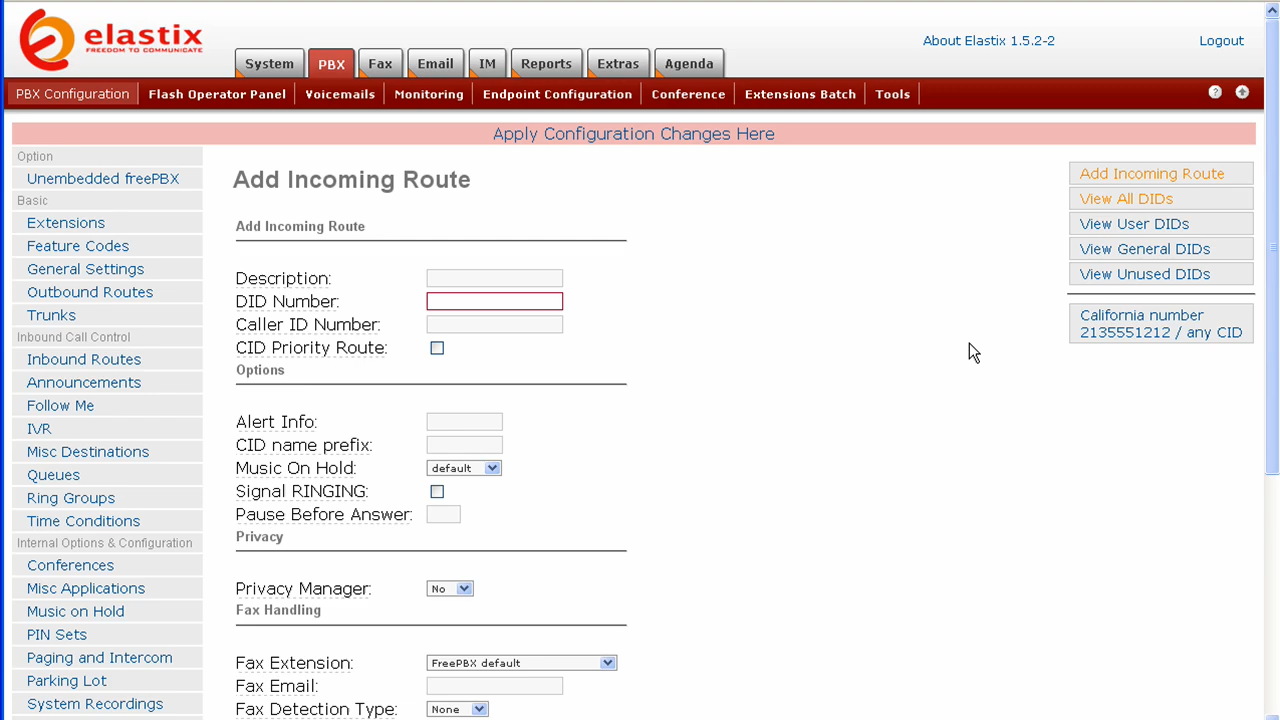 elastix
FREEDOM TO COMMUNICATE
System
PBX
Fax
Email
IM
Reports
Extras
Agenda
About Elastix 1.5.2-2
Logout
PBX Configuration
Flash Operator Panel
Voicemails
Monitoring
Endpoint Configuration
Conference
Extensions Batch
Tools
?
Apply Configuration Changes Here
Option
Unembedded freePBX
Basic
Extensions
Feature Codes
General Settings
Outbound Routes
Trunks
Inbound Call Control
Inbound Routes
Announcements
Follow Me
IVR
Misc Destinations
Queues
Ring Groups
Time Conditions
Internal Options & Configuration
Conferences
Misc Applications
Music on Hold
PIN Sets
Paging and Intercom
Parking Lot
System Recordings
Add Incoming Route
Add Incoming Route
Description:
DID Number:
Caller ID Number:
CID Priority Route:
Options
Alert Info:
CID name prefix:
Music On Hold: default
Signal RINGING:
Pause Before Answer:
Privacy
Privacy Manager: No
Fax Handling
Fax Extension: FreePBX default
Fax Email:
Fax Detection Type: None
Add Incoming Route
View All DIDs
View User DIDs
View General DIDs
View Unused DIDs
California number
2135551212 / any CID